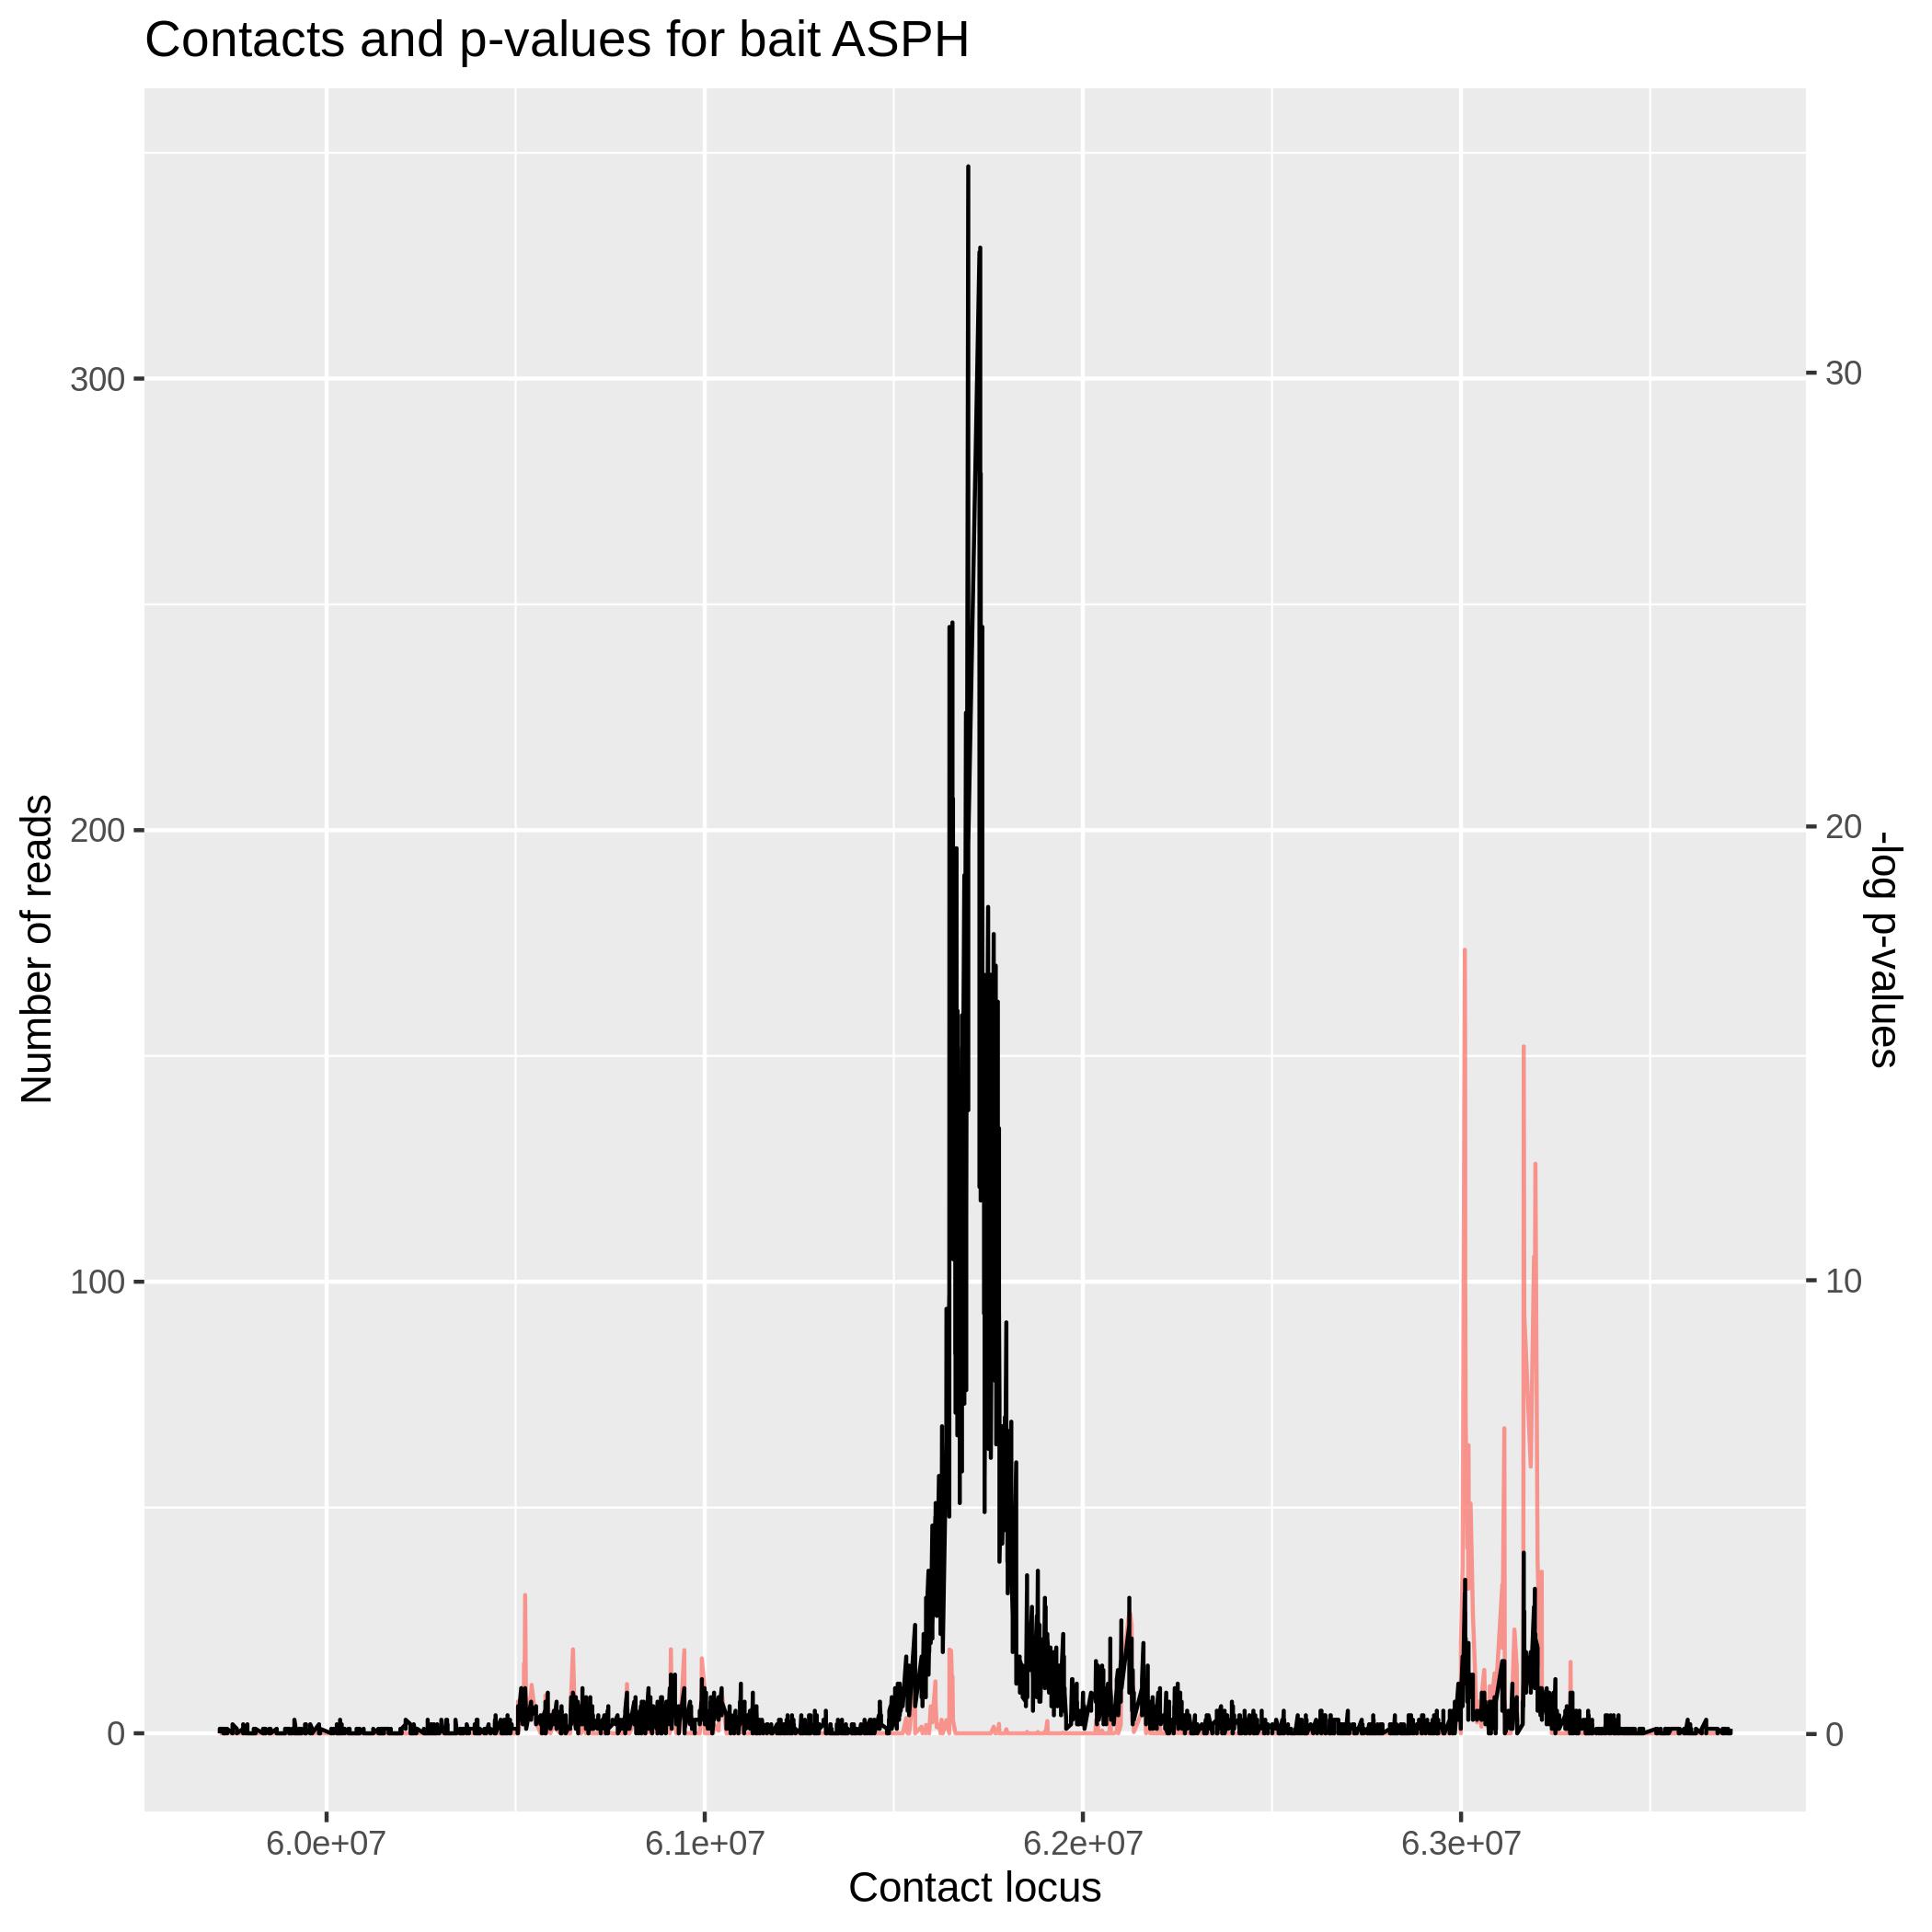 Contacts and p-values for bait ASPH
Number of reads
300
200
100
0
30
20
10
0
-log p-values
6.0e+07
6.1e+07
6.2e+07
6.3e+07
Contact locus